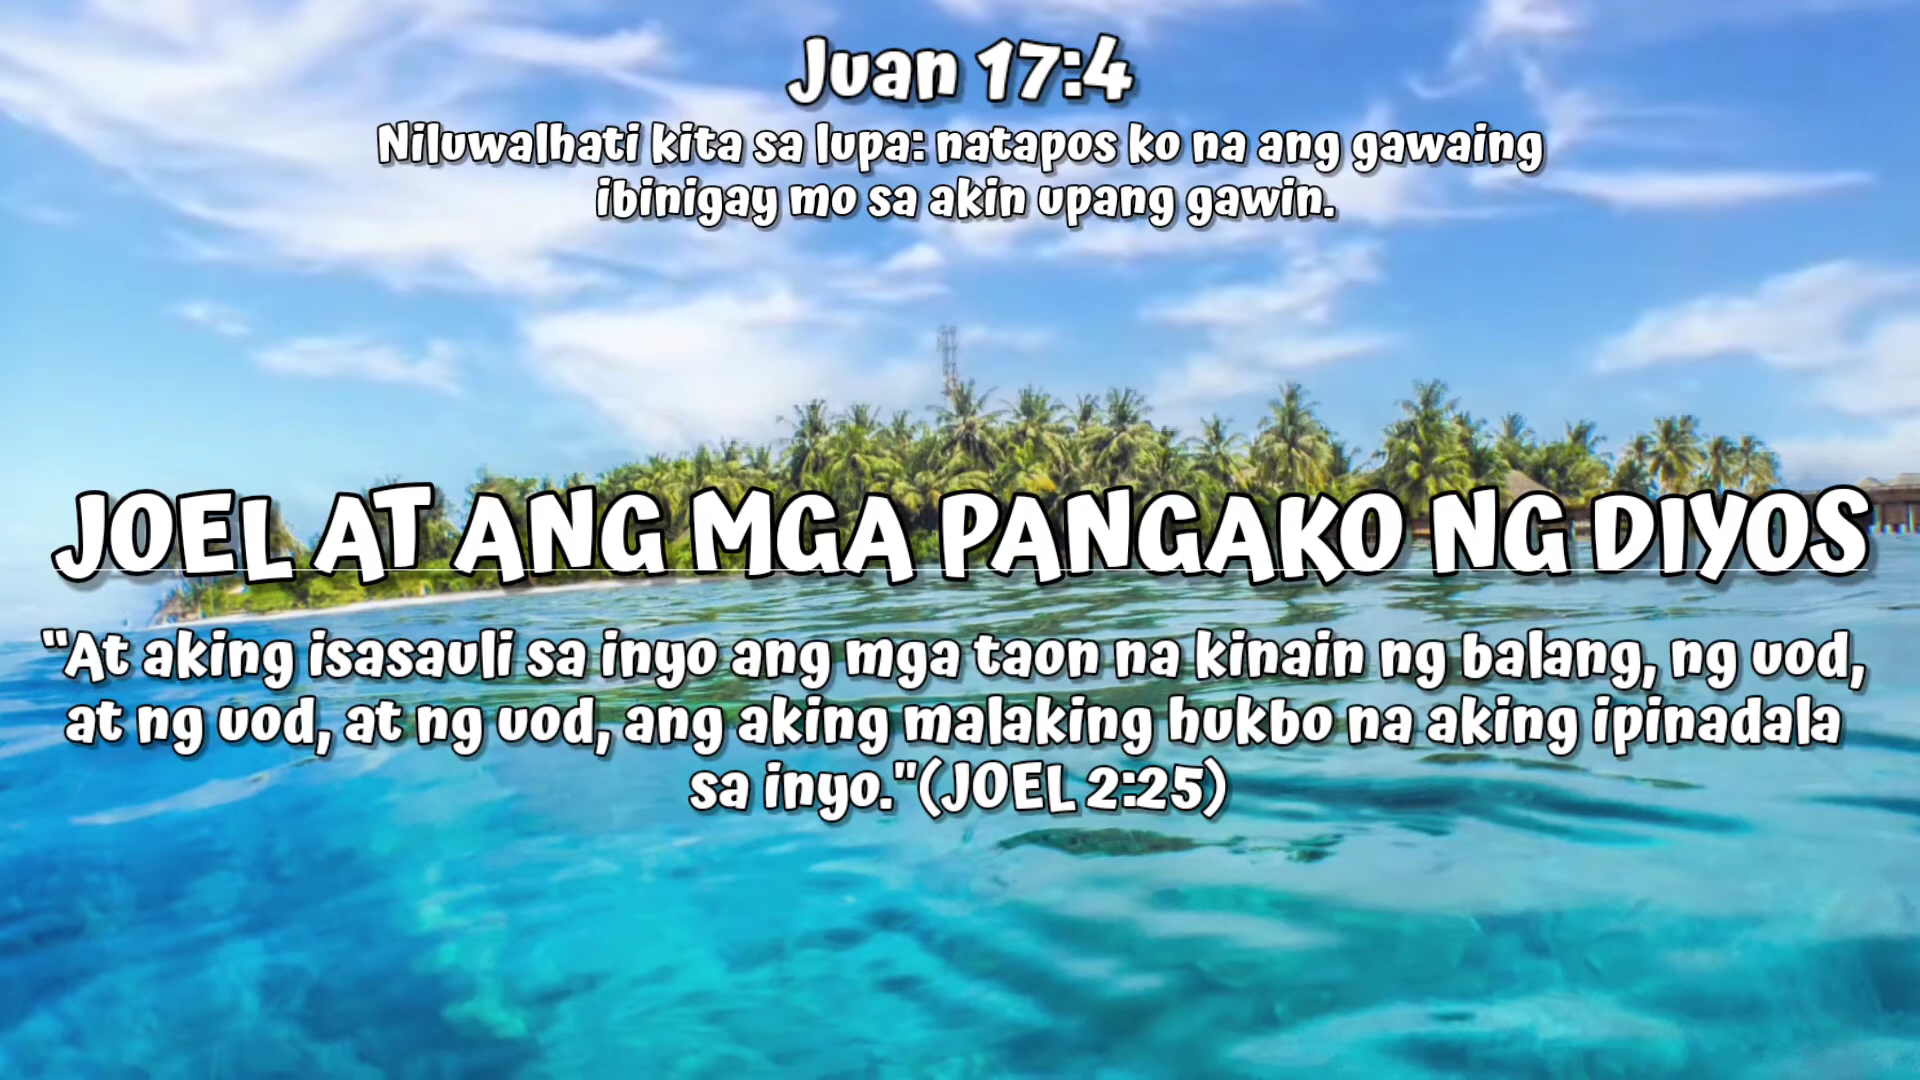 Juan 17:4
Niluwalhati kita sa lupa: natapos ko na ang gawaing
ibinigay mo sa akin upang gawin.
JOEL AT ANG MGA PANGAKO NG DIYOS
"At aking isasauli sa inyo ang mga taon na kinain ng balang, ng uod,
at ng uod, at ng uod, ang aking malaking hukbo na aking ipinadala
sa inyo."(JOEL 2:25)